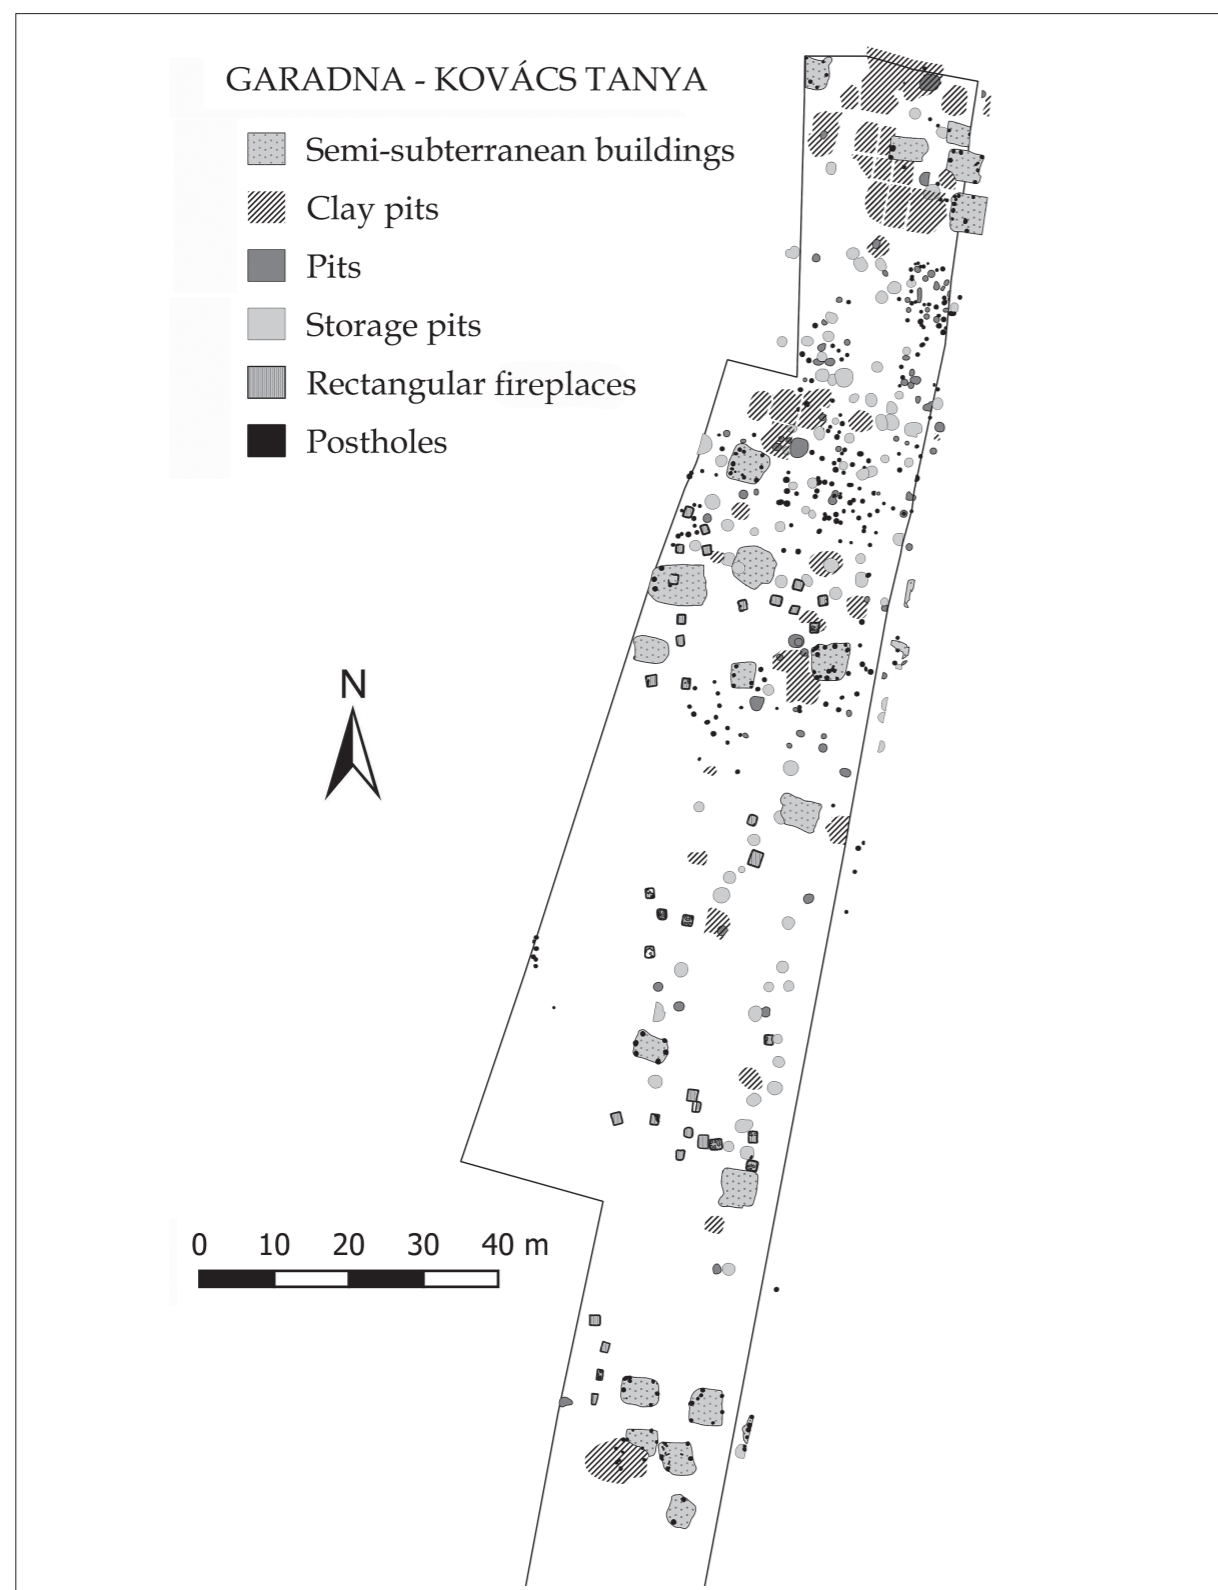 GARADNA - KOVÁCS TANYA
Semi-subterranean buildings
Clay pits
Pits
Storage pits
Rectangular fireplaces
Postholes
N
0 10 20 30 40 m